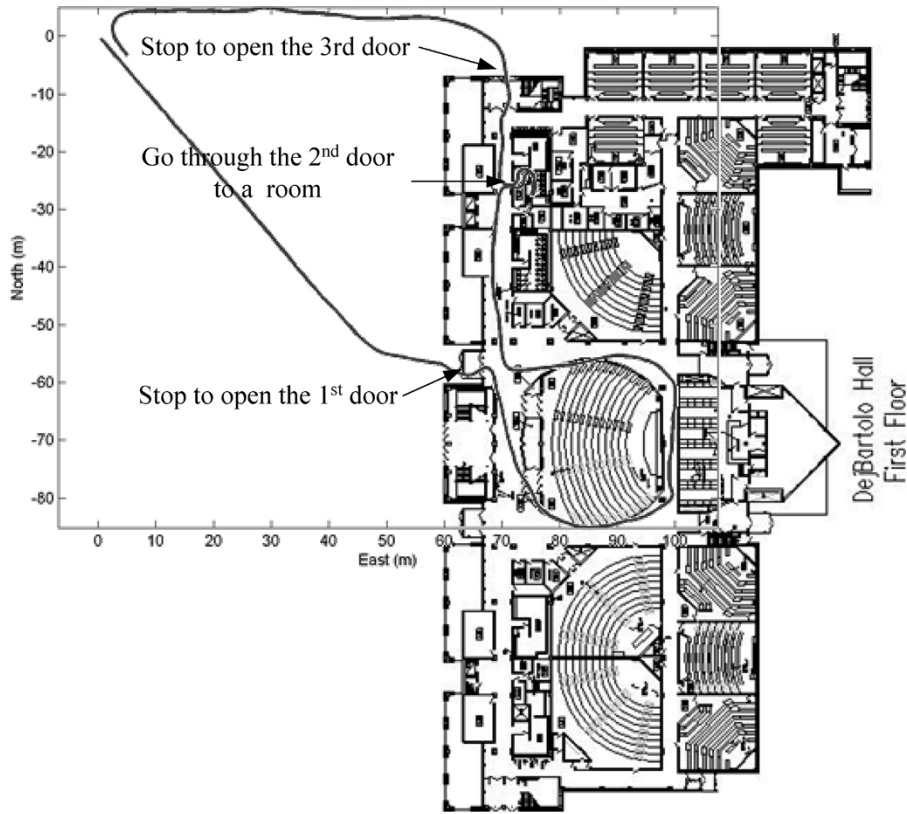 0
Stop to open the 3rd door
-10
-20
Go through the 2nd door
to a room
-30
North (m)
-40
-50
-60
Stop to open the 1st door
-70
-80
0 10 20 30 40 50 60 70 80 90 100
East (m)
DeBartolo Hall
First Floor